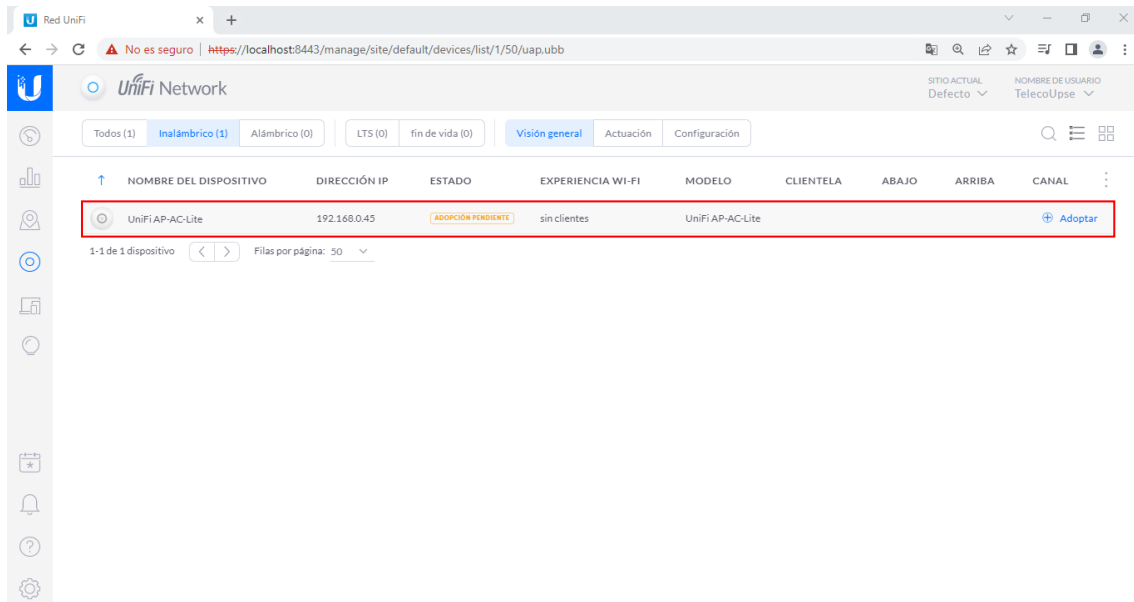 Red UniFi
No es seguro | https://localhost:8443/manage/site/default/devices/list/1/50/uap.ubb
UniFi Network
SITIO ACTUAL
Defecto
NOMBRE DE USUARIO
TelecoUpse
Todos (1) Inalámbrico (1) Alámbrico (0) LTS (0) fin de vida (0) Visión general Actuación Configuración
NOMBRE DEL DISPOSITIVO DIRECCIÓN IP ESTADO EXPERIENCIA WI-FI MODELO CLIENTELA ABAJO ARRIBA CANAL
UniFi AP-AC-Lite 192.168.0.45 ADOPCIÓN PENDIENTE sin clientes UniFi AP-AC-Lite Adoptar
1-1 de 1 dispositivo Filas por página: 50